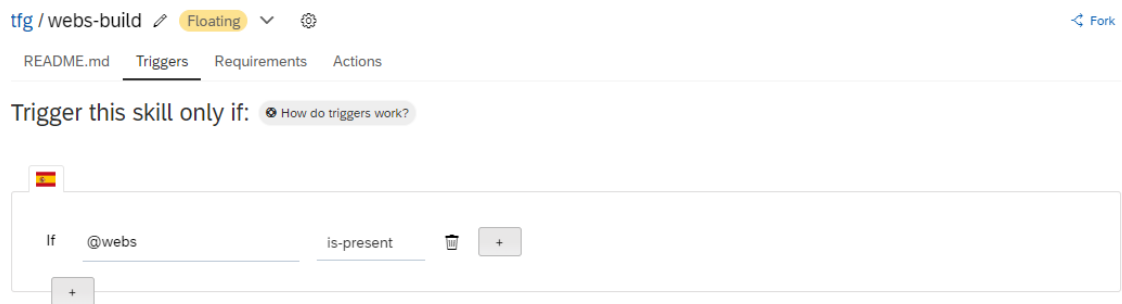 tfg / webs-build Floating Fork
README.md Triggers Requirements Actions
Trigger this skill only if: How do triggers work?
If @webs is-present +
+